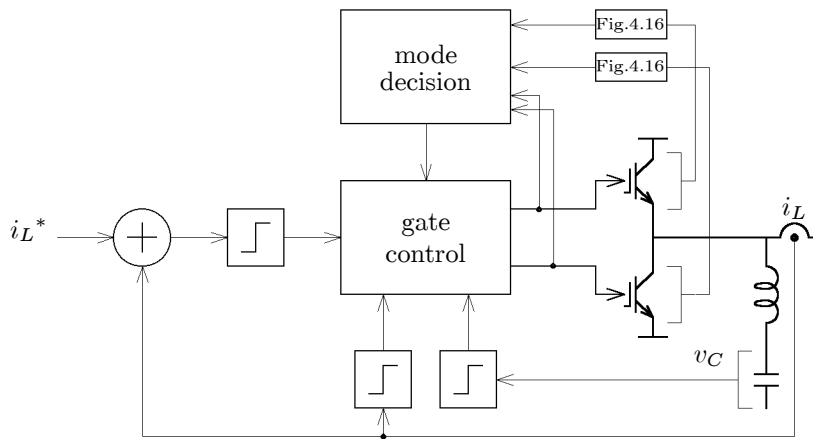 mode
decision
Fig.4.16
Fig.4.16
i_L*
+
gate
control
i_L
v_C